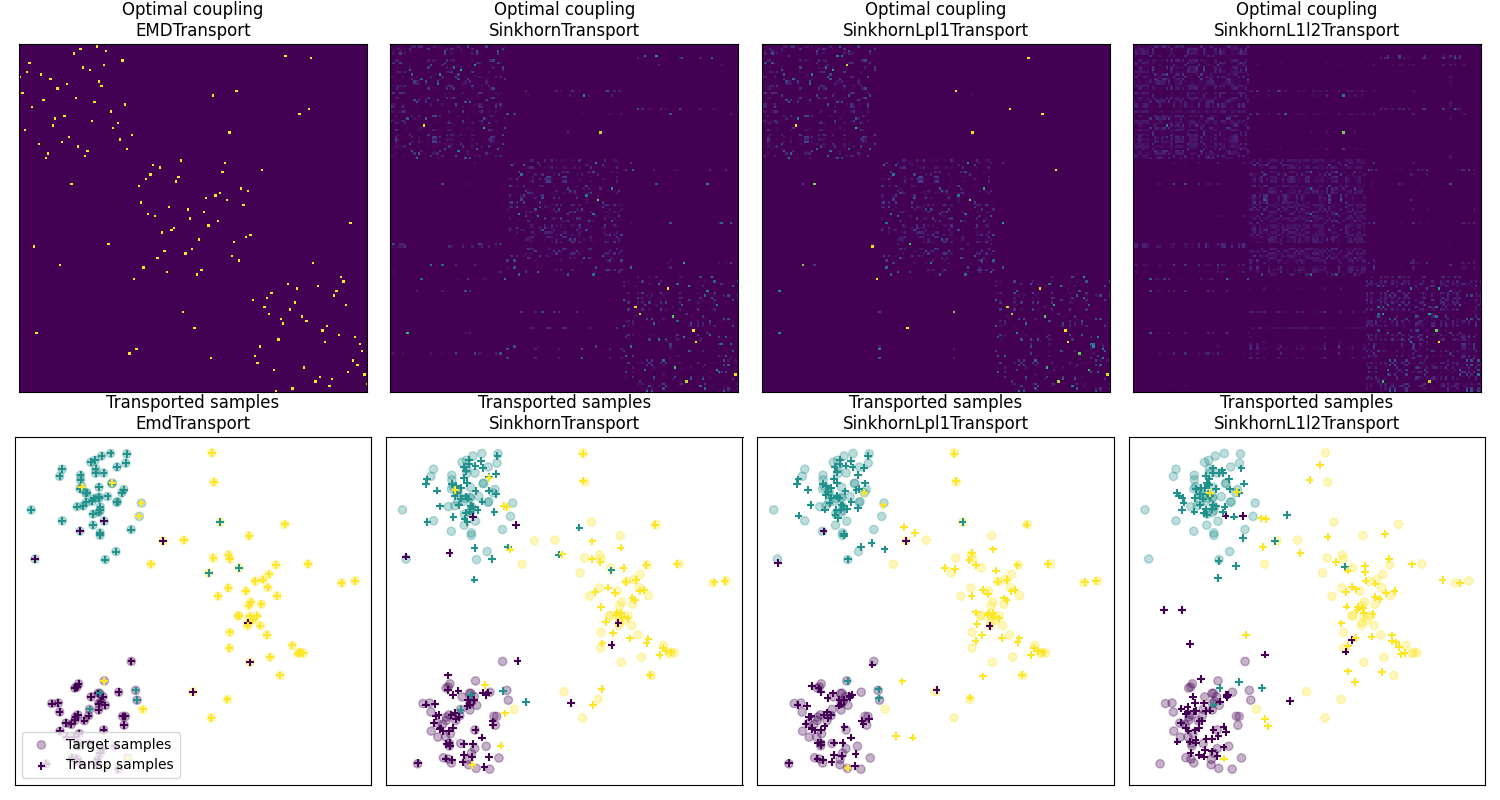 Optimal coupling
EMDTransport
Optimal coupling
SinkhornTransport
Optimal coupling
SinkhornLpl1Transport
Optimal coupling
SinkhornL1l2Transport
Transported samples
EmdTransport
Transported samples
SinkhornTransport
Transported samples
SinkhornLpl1Transport
Transported samples
SinkhornL1l2Transport
Target samples
Transp samples